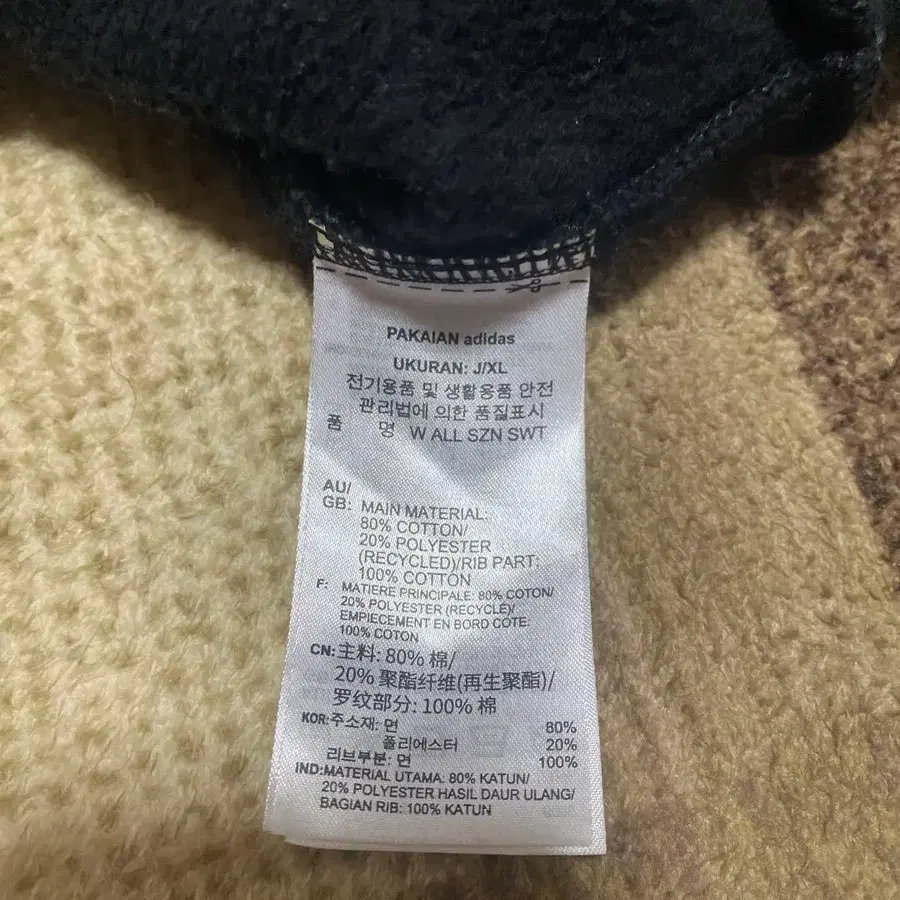 PAKAIAN adidas
UKURAN: J/XL
전기용품 및 생활용품 안전
관리법에 의한 품질표시
품 명 W ALL SZN SWT
AU/
GB: MAIN MATERIAL:
80% COTTON/
20% POLYESTER
(RECYCLED)/RIB PART:
100% COTTON
F: MATIERE PRINCIPALE: 80% COTON/
20% POLYESTER (RECYCLE)/
EMPIECEMENT EN BORD COTE:
100% COTON
CN:主料: 80% 棉/
20% 聚酯纤维(再生聚酯)/
罗纹部分: 100% 棉
KOR:주소재: 면 80%
폴리에스터 20%
리브부분: 면 100%
IND:MATERIAL UTAMA: 80% KATUN/
20% POLYESTER HASIL DAUR ULANG/
BAGIAN RIB: 100% KATUN